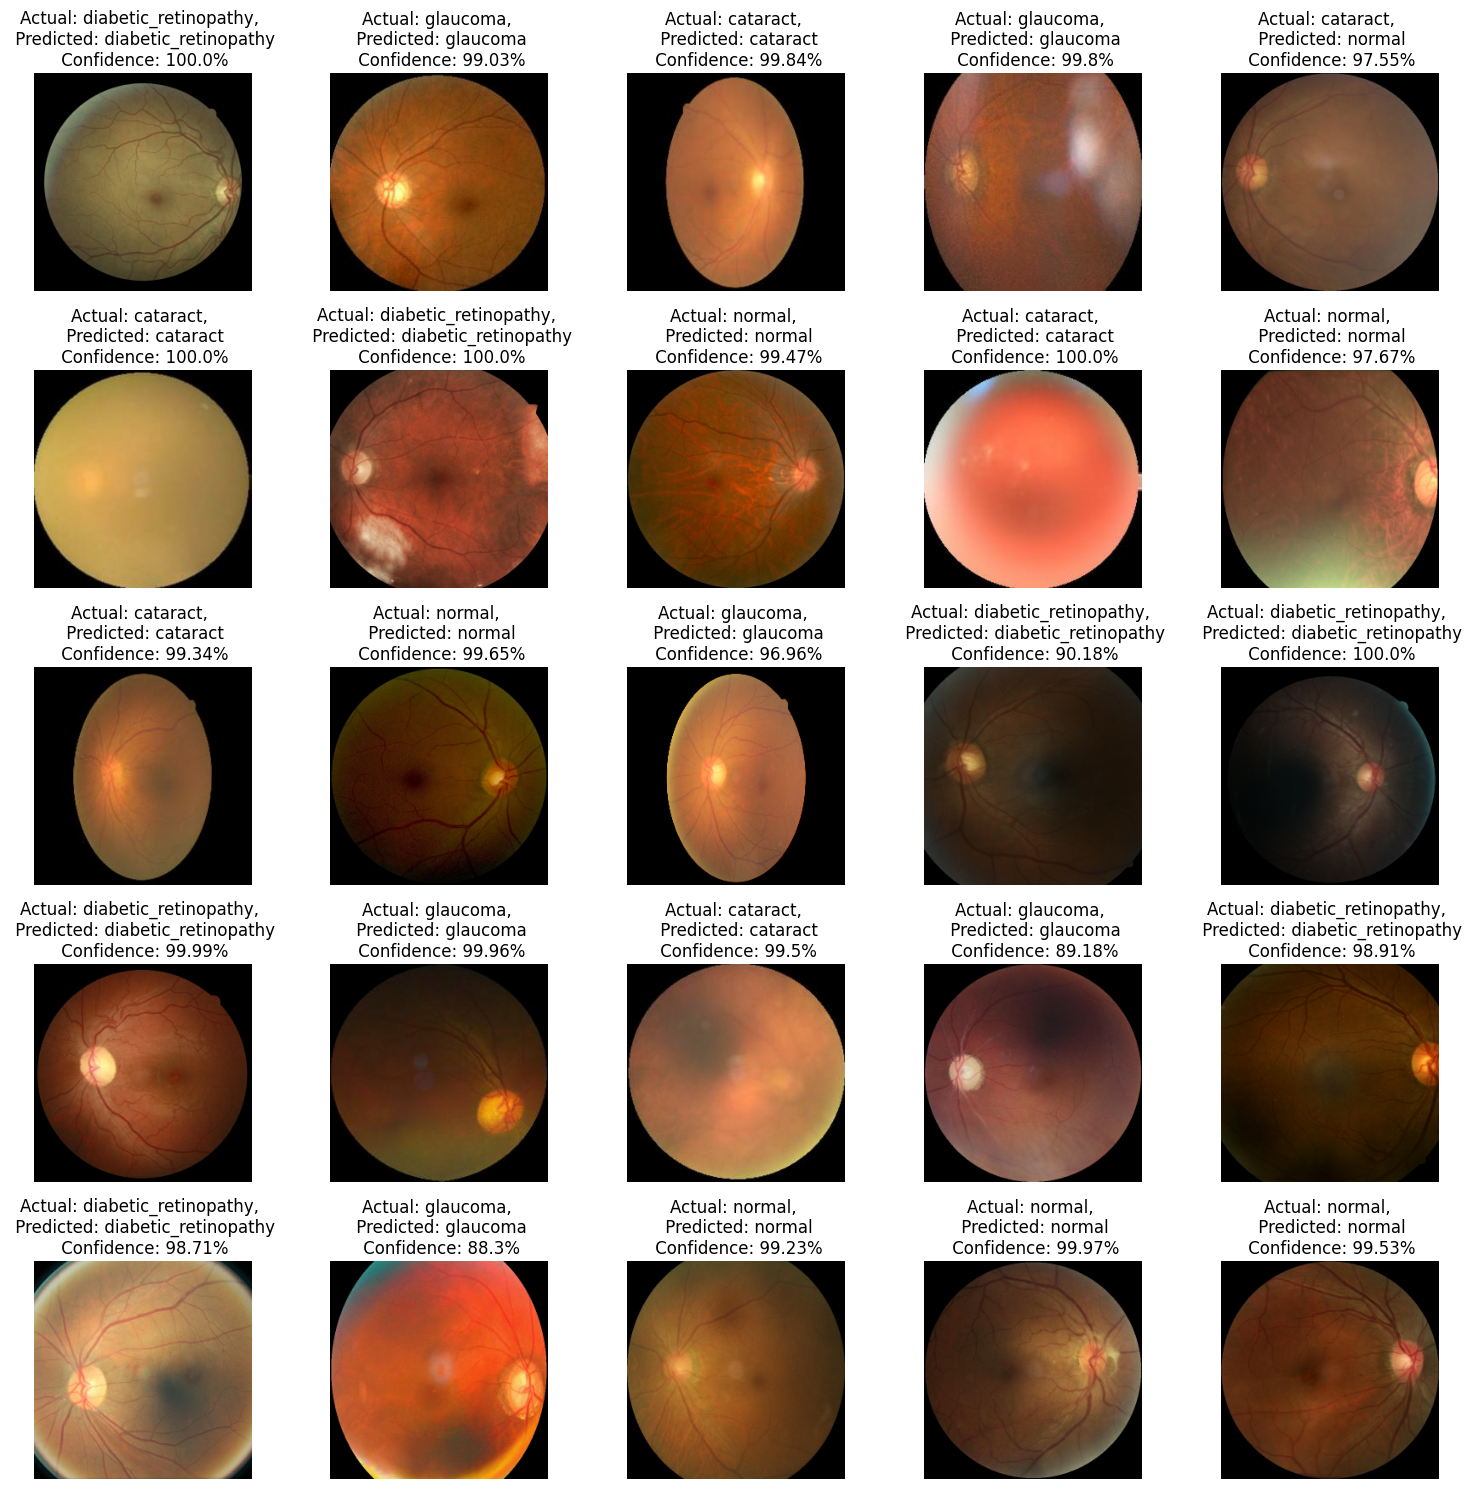 Actual: diabetic_retinopathy,
Predicted: diabetic_retinopathy
Confidence: 100.0%
Actual: glaucoma,
Predicted: glaucoma
Confidence: 99.03%
Actual: cataract,
Predicted: cataract
Confidence: 99.84%
Actual: glaucoma,
Predicted: glaucoma
Confidence: 99.8%
Actual: cataract,
Predicted: normal
Confidence: 97.55%
Actual: cataract,
Predicted: cataract
Confidence: 100.0%
Actual: diabetic_retinopathy,
Predicted: diabetic_retinopathy
Confidence: 100.0%
Actual: normal,
Predicted: normal
Confidence: 99.47%
Actual: cataract,
Predicted: cataract
Confidence: 100.0%
Actual: normal,
Predicted: normal
Confidence: 97.67%
Actual: cataract,
Predicted: cataract
Confidence: 99.34%
Actual: normal,
Predicted: normal
Confidence: 99.65%
Actual: glaucoma,
Predicted: glaucoma
Confidence: 96.96%
Actual: diabetic_retinopathy,
Predicted: diabetic_retinopathy
Confidence: 90.18%
Actual: diabetic_retinopathy,
Predicted: diabetic_retinopathy
Confidence: 100.0%
Actual: diabetic_retinopathy,
Predicted: diabetic_retinopathy
Confidence: 99.99%
Actual: glaucoma,
Predicted: glaucoma
Confidence: 99.96%
Actual: cataract,
Predicted: cataract
Confidence: 99.5%
Actual: glaucoma,
Predicted: glaucoma
Confidence: 89.18%
Actual: diabetic_retinopathy,
Predicted: diabetic_retinopathy
Confidence: 98.91%
Actual: diabetic_retinopathy,
Predicted: diabetic_retinopathy
Confidence: 98.71%
Actual: glaucoma,
Predicted: glaucoma
Confidence: 88.3%
Actual: normal,
Predicted: normal
Confidence: 99.23%
Actual: normal,
Predicted: normal
Confidence: 99.97%
Actual: normal,
Predicted: normal
Confidence: 99.53%